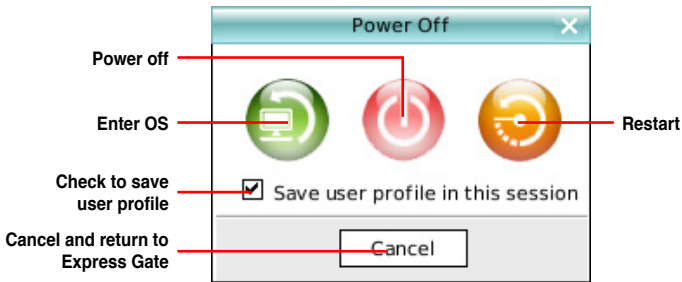 Power Off
Power off
Enter OS
Restart
Check to save
user profile
Save user profile in this session
Cancel and return to
Express Gate
Cancel